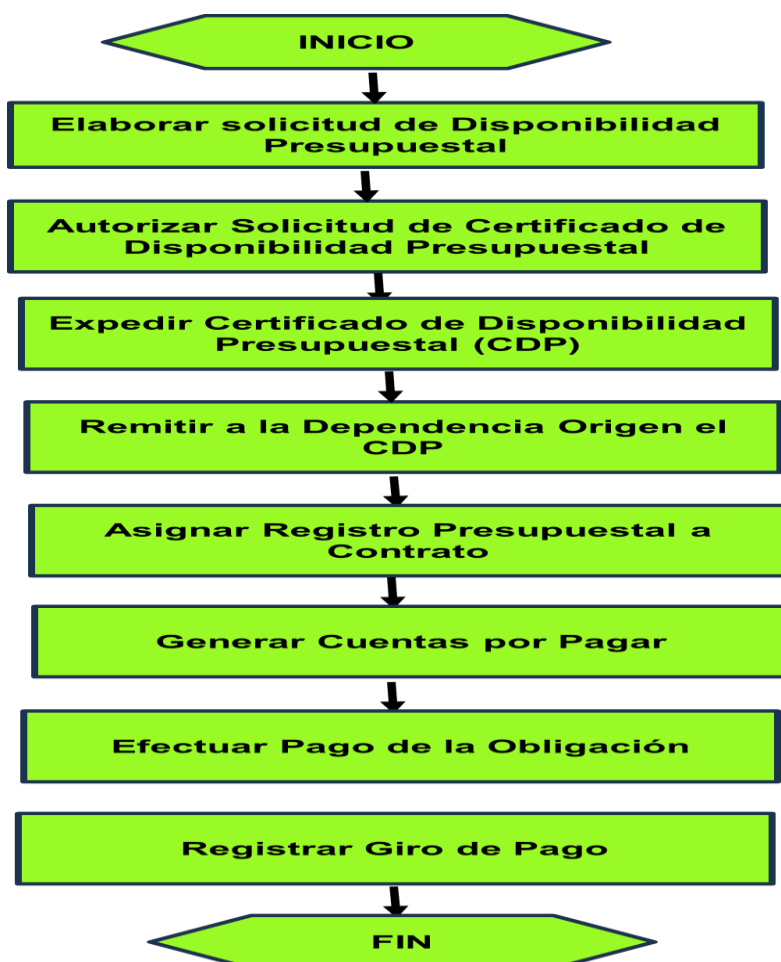 INICIO
Elaborar solicitud de Disponibilidad
Presupuestal
Autorizar Solicitud de Certificado de
Disponibilidad Presupuestal
Expedir Certificado de Disponibilidad
Presupuestal (CDP)
Remitir a la Dependencia Origen el
CDP
Asignar Registro Presupuestal a
Contrato
Generar Cuentas por Pagar
Efectuar Pago de la Obligación
Registrar Giro de Pago
FIN